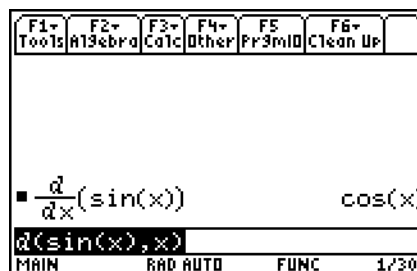 F1▾ F2▾ F3▾ F4▾ F5 F6▾
Tools Algebra Calc Other PrgmIO Clean Up
▪ d/dx(sin(x)) cos(x)
d(sin(x),x)
MAIN RAD AUTO FUNC 1/30